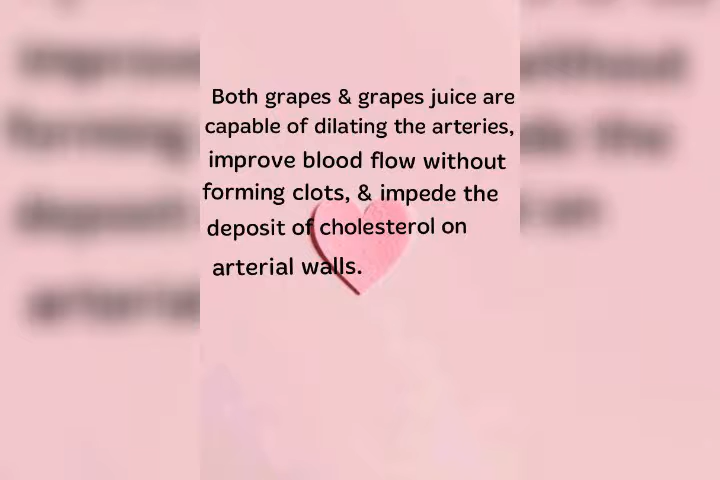 Both grapes & grapes juice are
capable of dilating the arteries,
improve blood flow without
forming clots, & impede the
deposit of cholesterol on
arterial walls.